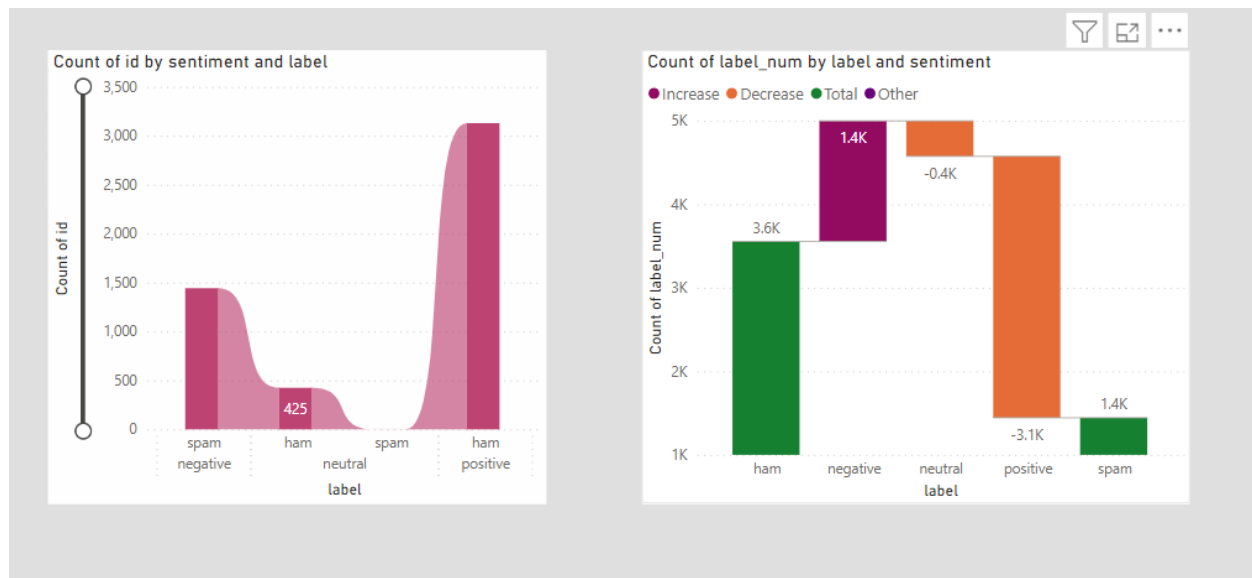 Count of id by sentiment and label
3,500
3,000
2,500
2,000
1,500
1,000
500
0
Count of id
425
spam ham spam ham
negative neutral positive
label
Count of label_num by label and sentiment
Increase Decrease Total Other
5K
4K
3K
2K
1K
Count of label_num
3.6K
1.4K
-0.4K
-3.1K
1.4K
ham negative neutral positive spam
label